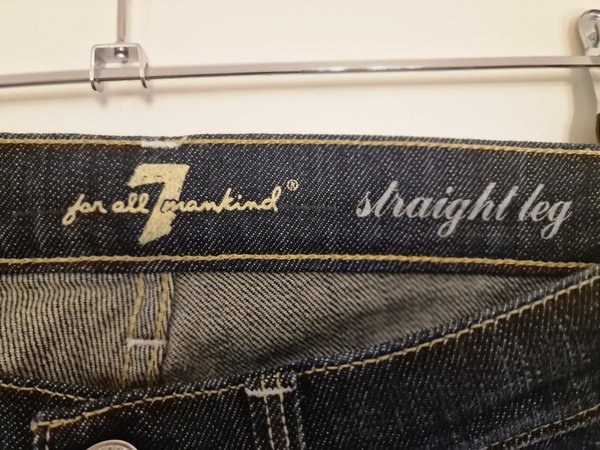 for all 7 mankind®
straight leg